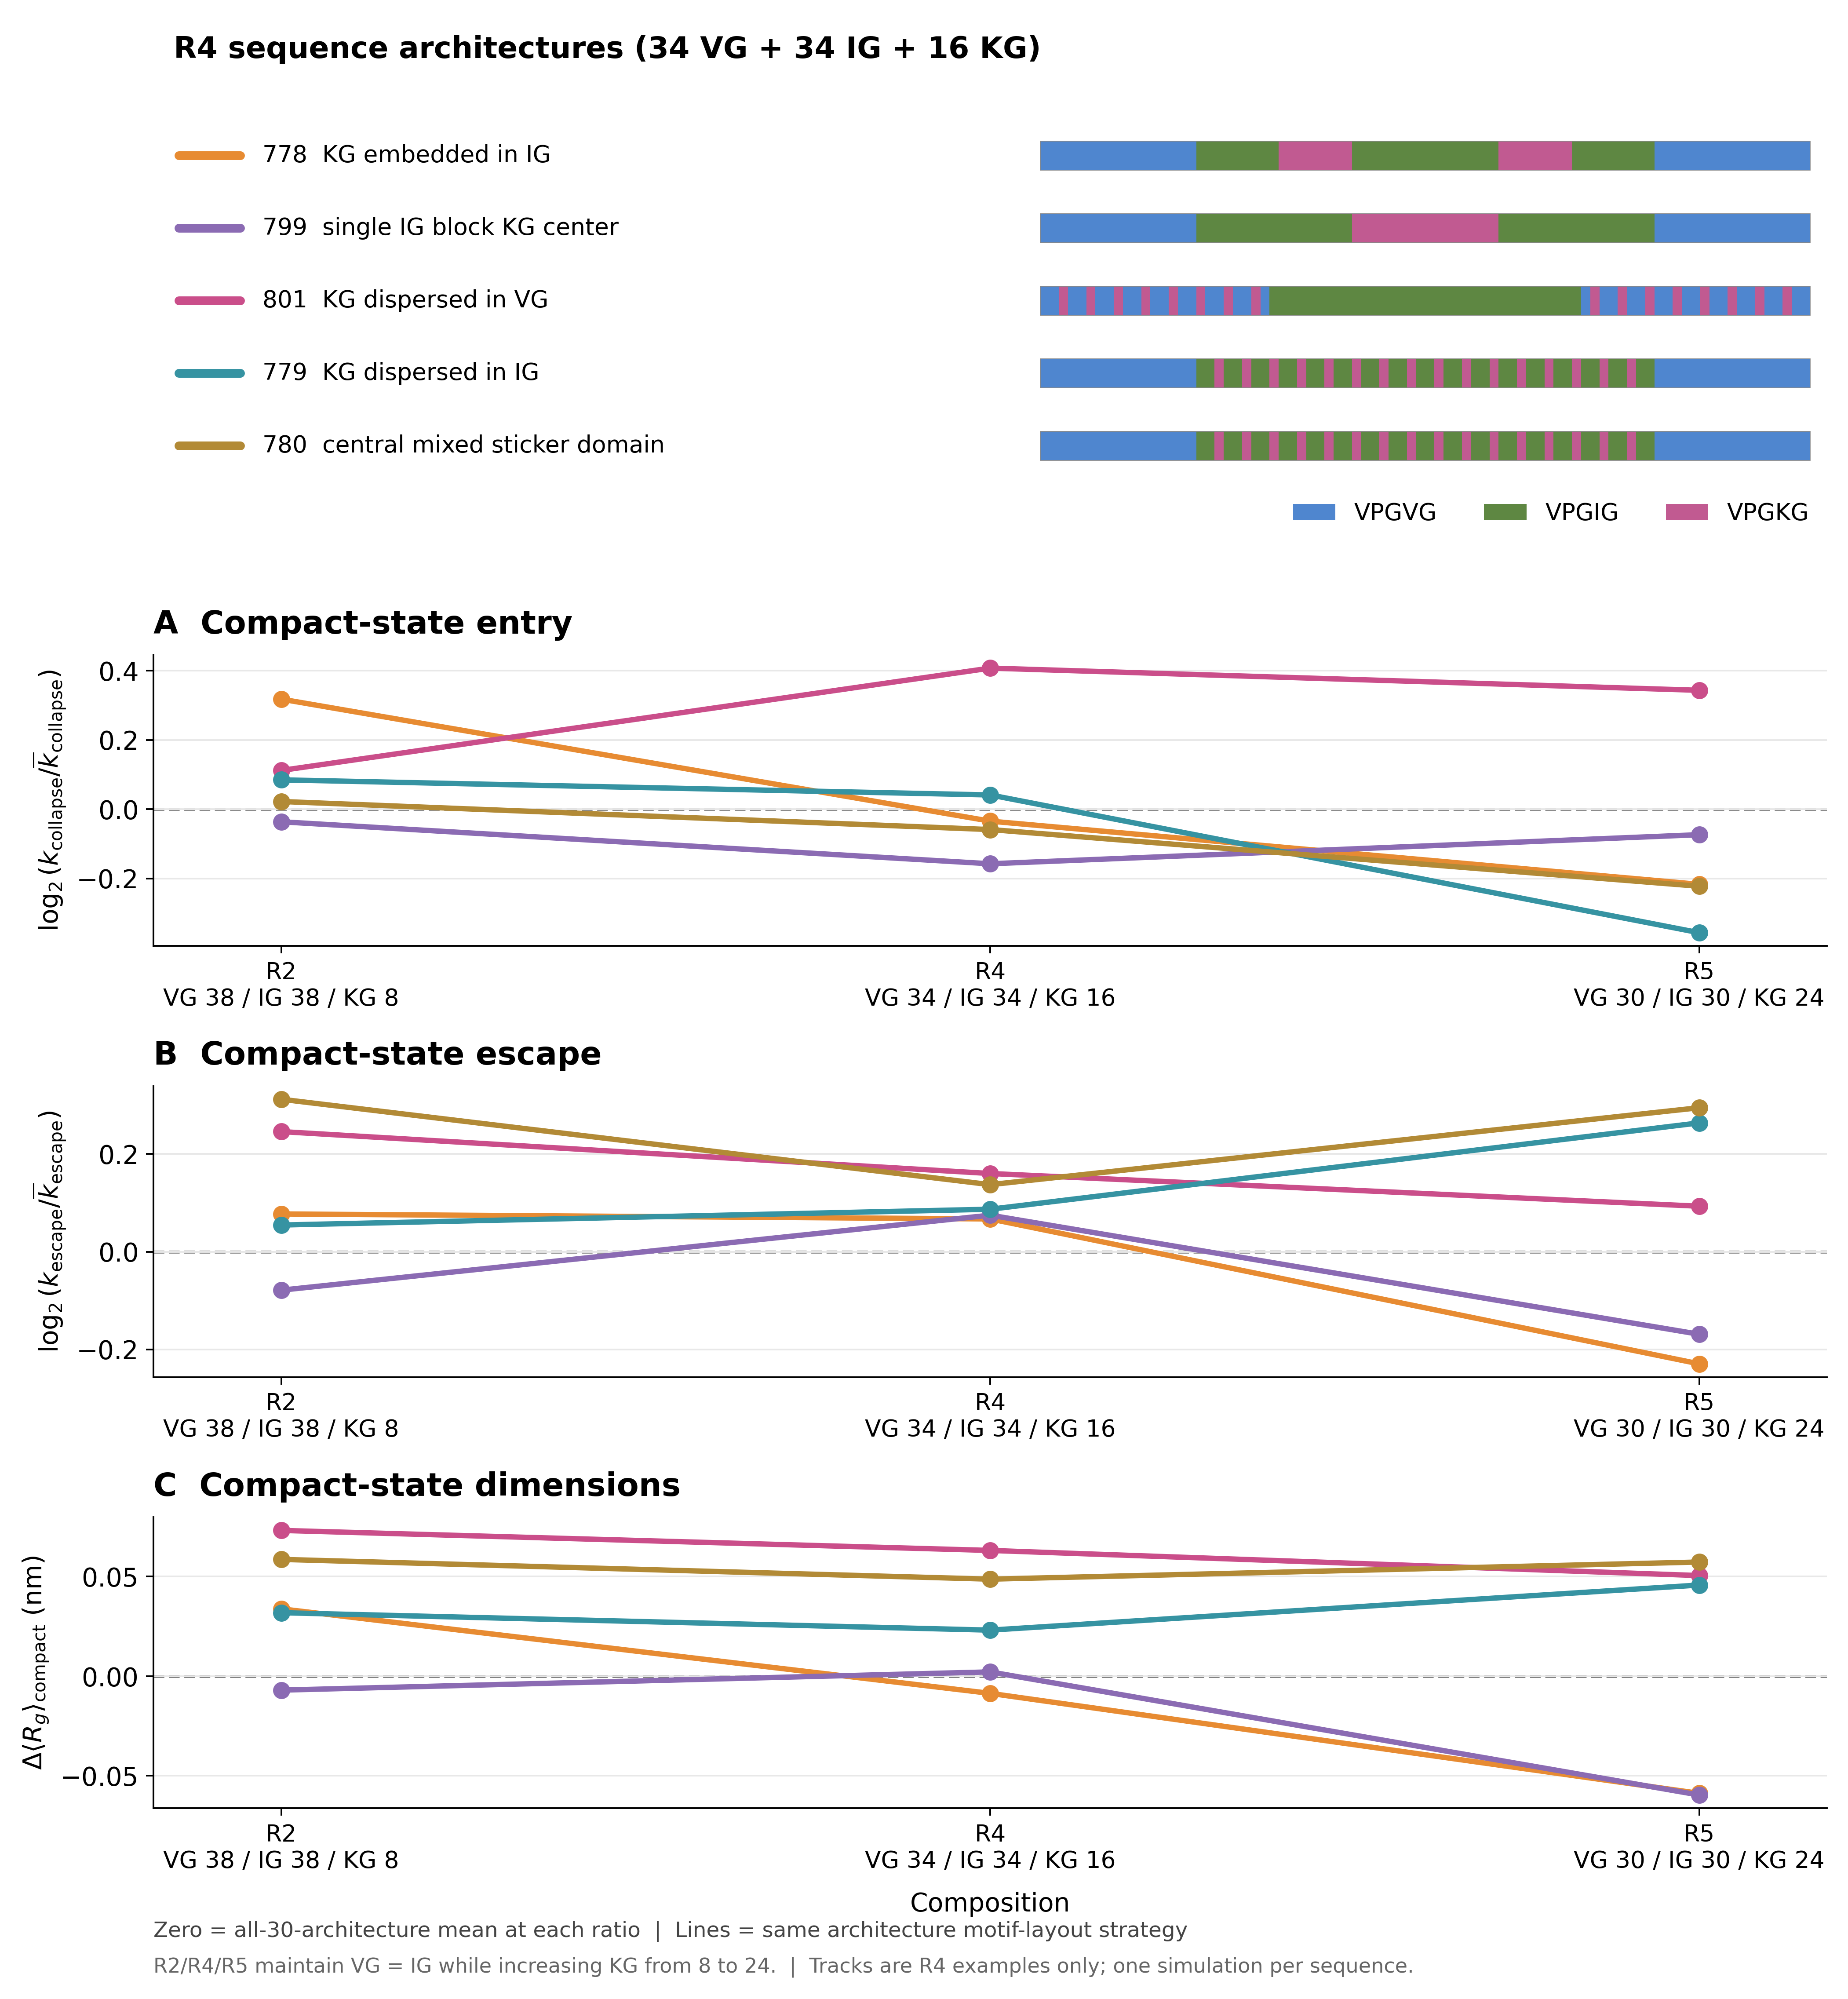 R4 sequence architectures (34 VG + 34 IG + 16 KG)
778 KG embedded in IG
799 single IG block KG center
801 KG dispersed in VG
779 KG dispersed in IG
780 central mixed sticker domain
VPGVG VPGIG VPGKG
A Compact-state entry
log₂ (k_collapse/k̅_collapse)
0.4
0.2
0.0
−0.2
R2 R4 R5
VG 38 / IG 38 / KG 8 VG 34 / IG 34 / KG 16 VG 30 / IG 30 / KG 24
B Compact-state escape
log₂ (k_escape/k̅_escape)
0.2
0.0
−0.2
R2 R4 R5
VG 38 / IG 38 / KG 8 VG 34 / IG 34 / KG 16 VG 30 / IG 30 / KG 24
C Compact-state dimensions
Δ⟨R_g⟩_compact (nm)
0.05
0.00
−0.05
R2 R4 R5
VG 38 / IG 38 / KG 8 VG 34 / IG 34 / KG 16 VG 30 / IG 30 / KG 24
Composition
Zero = all-30-architecture mean at each ratio | Lines = same architecture motif-layout strategy
R2/R4/R5 maintain VG = IG while increasing KG from 8 to 24. | Tracks are R4 examples only; one simulation per sequence.